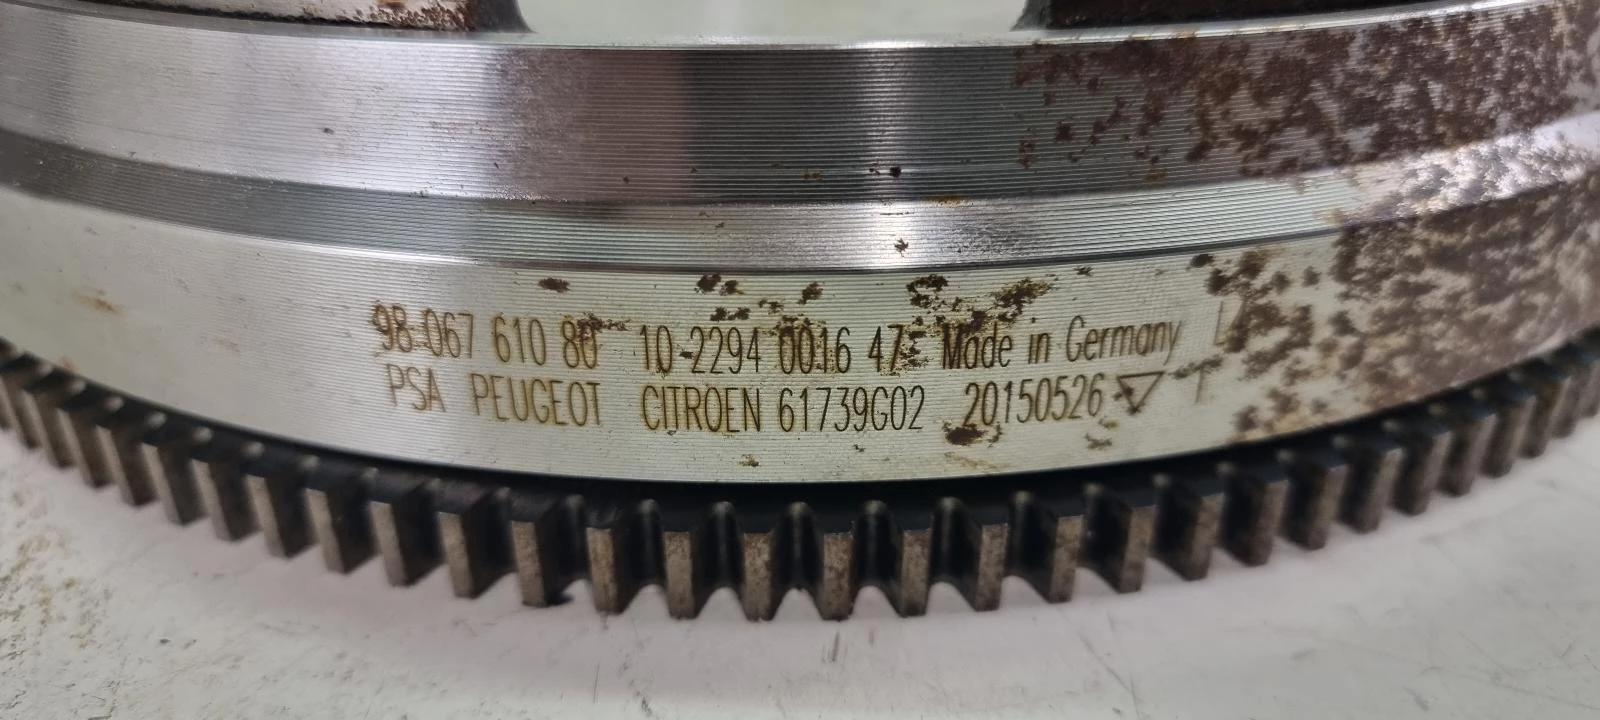 98 067 610 80 10-2294 0016 47 Made in Germany L
PSA PEUGEOT CITROEN 61739G02 20150526